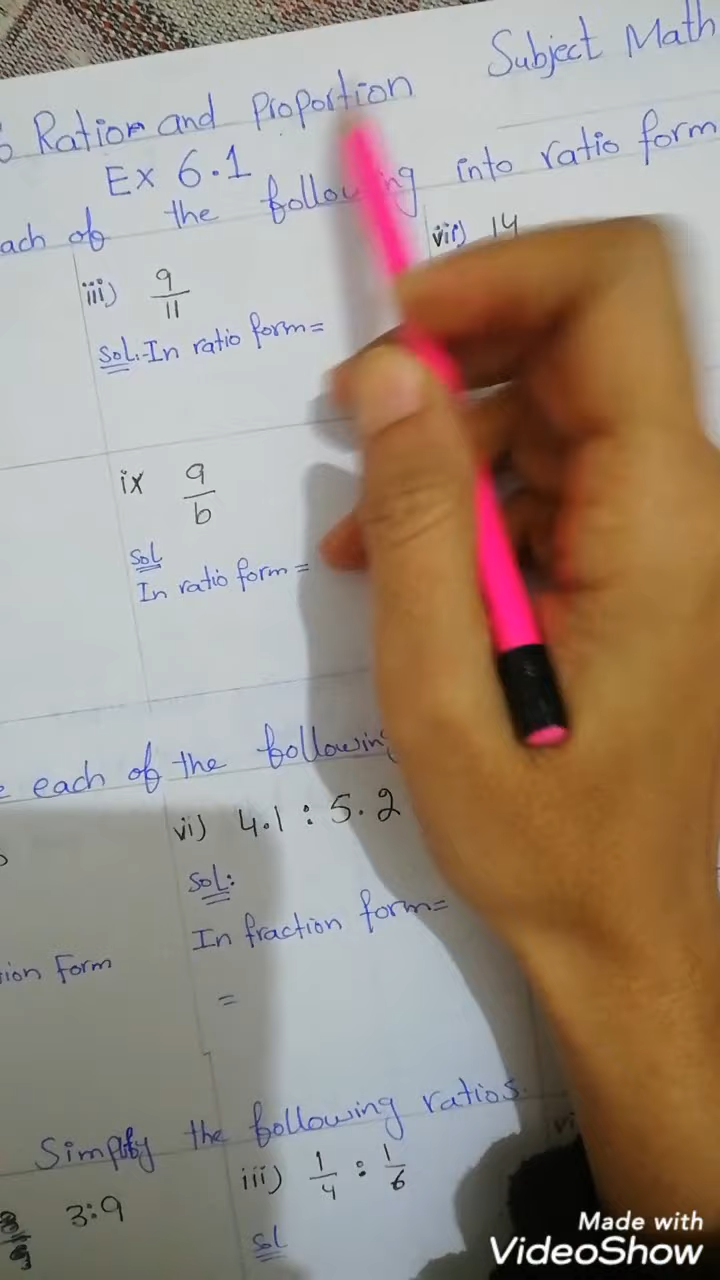 6 Ration and Proportion
Subject Math
Ex 6.1
ach of the following into ratio form
iii) 9/11
Sol:-In ratio form=
vii) 14
ix a/b
Sol
In ratio form=
each of the following
vi) 4.1 : 5.2
Sol:
In fraction form=
=
ion Form
Simplify the following ratios.
3:9
iii) 1/4 : 1/6
Sol
Made with
VideoShow